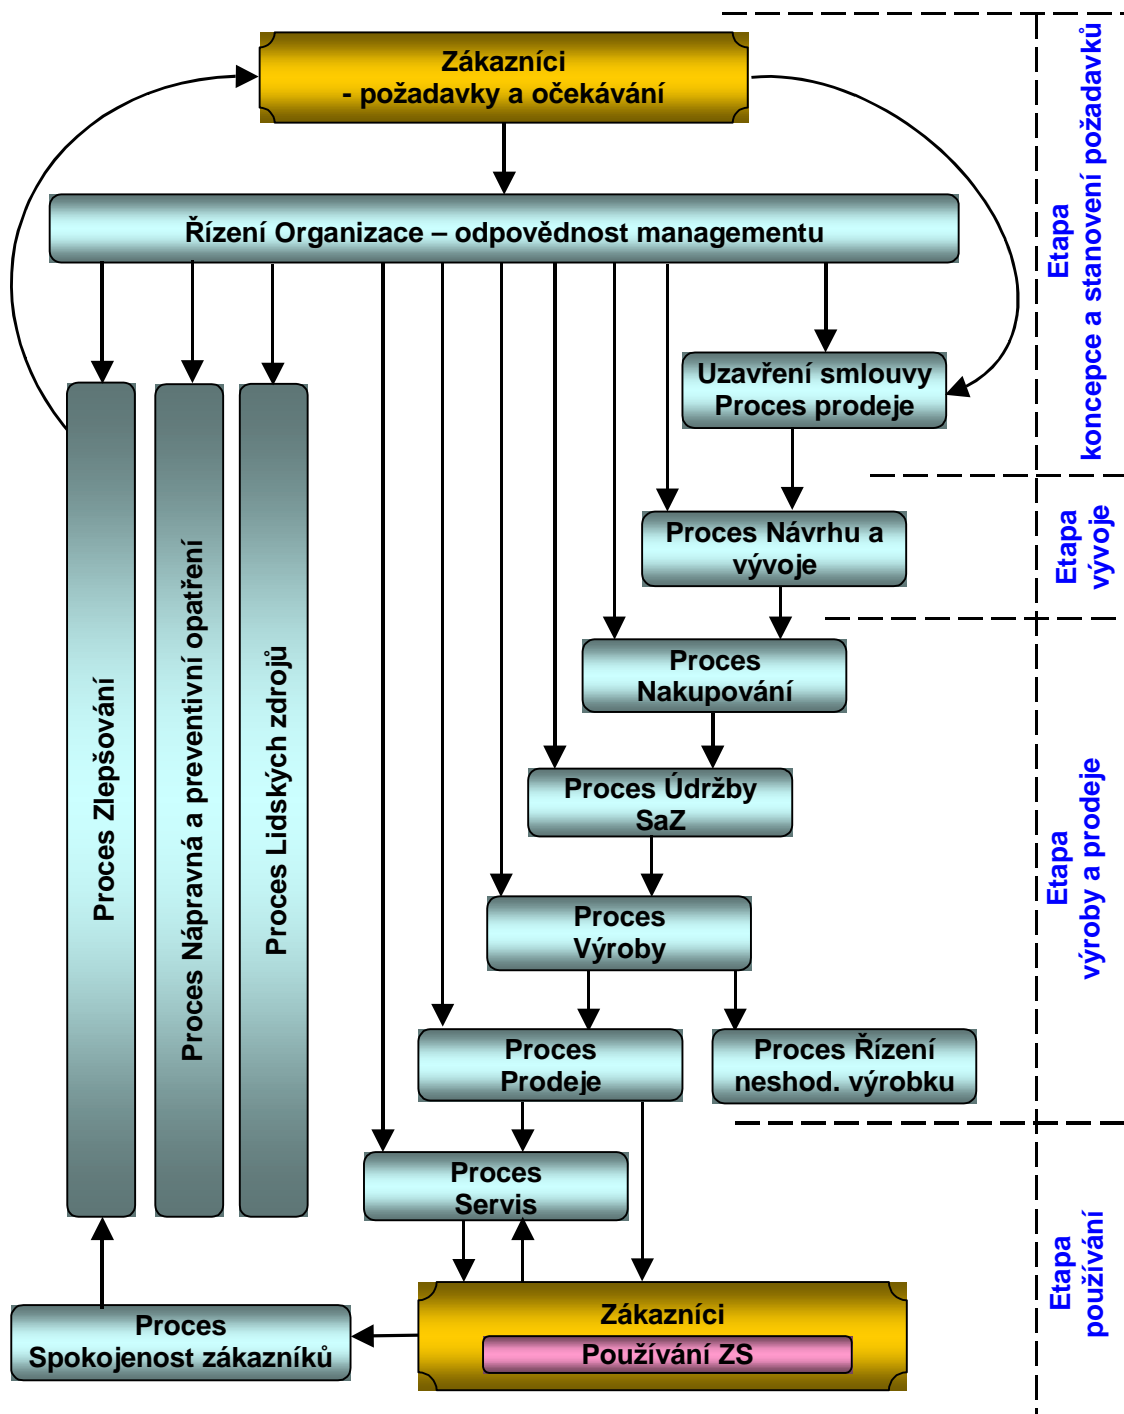 Zákazníci
- požadavky a očekávání
Řízení Organizace – odpovědnost managementu
Uzavření smlouvy
Proces prodeje
Proces Návrhu a
vývoje
Proces
Nakupování
Proces Údržby
SaZ
Proces
Výroby
Proces
Prodeje
Proces Řízení
neshod. výrobku
Proces
Servis
Zákazníci
Používání ZS
Proces
Spokojenost zákazníků
Proces Zlepšování
Proces Nápravná a preventivní opatření
Proces Lidských zdrojů
Etapa
koncepce a stanovení požadavků
Etapa
vývoje
Etapa
výroby a prodeje
Etapa
používání